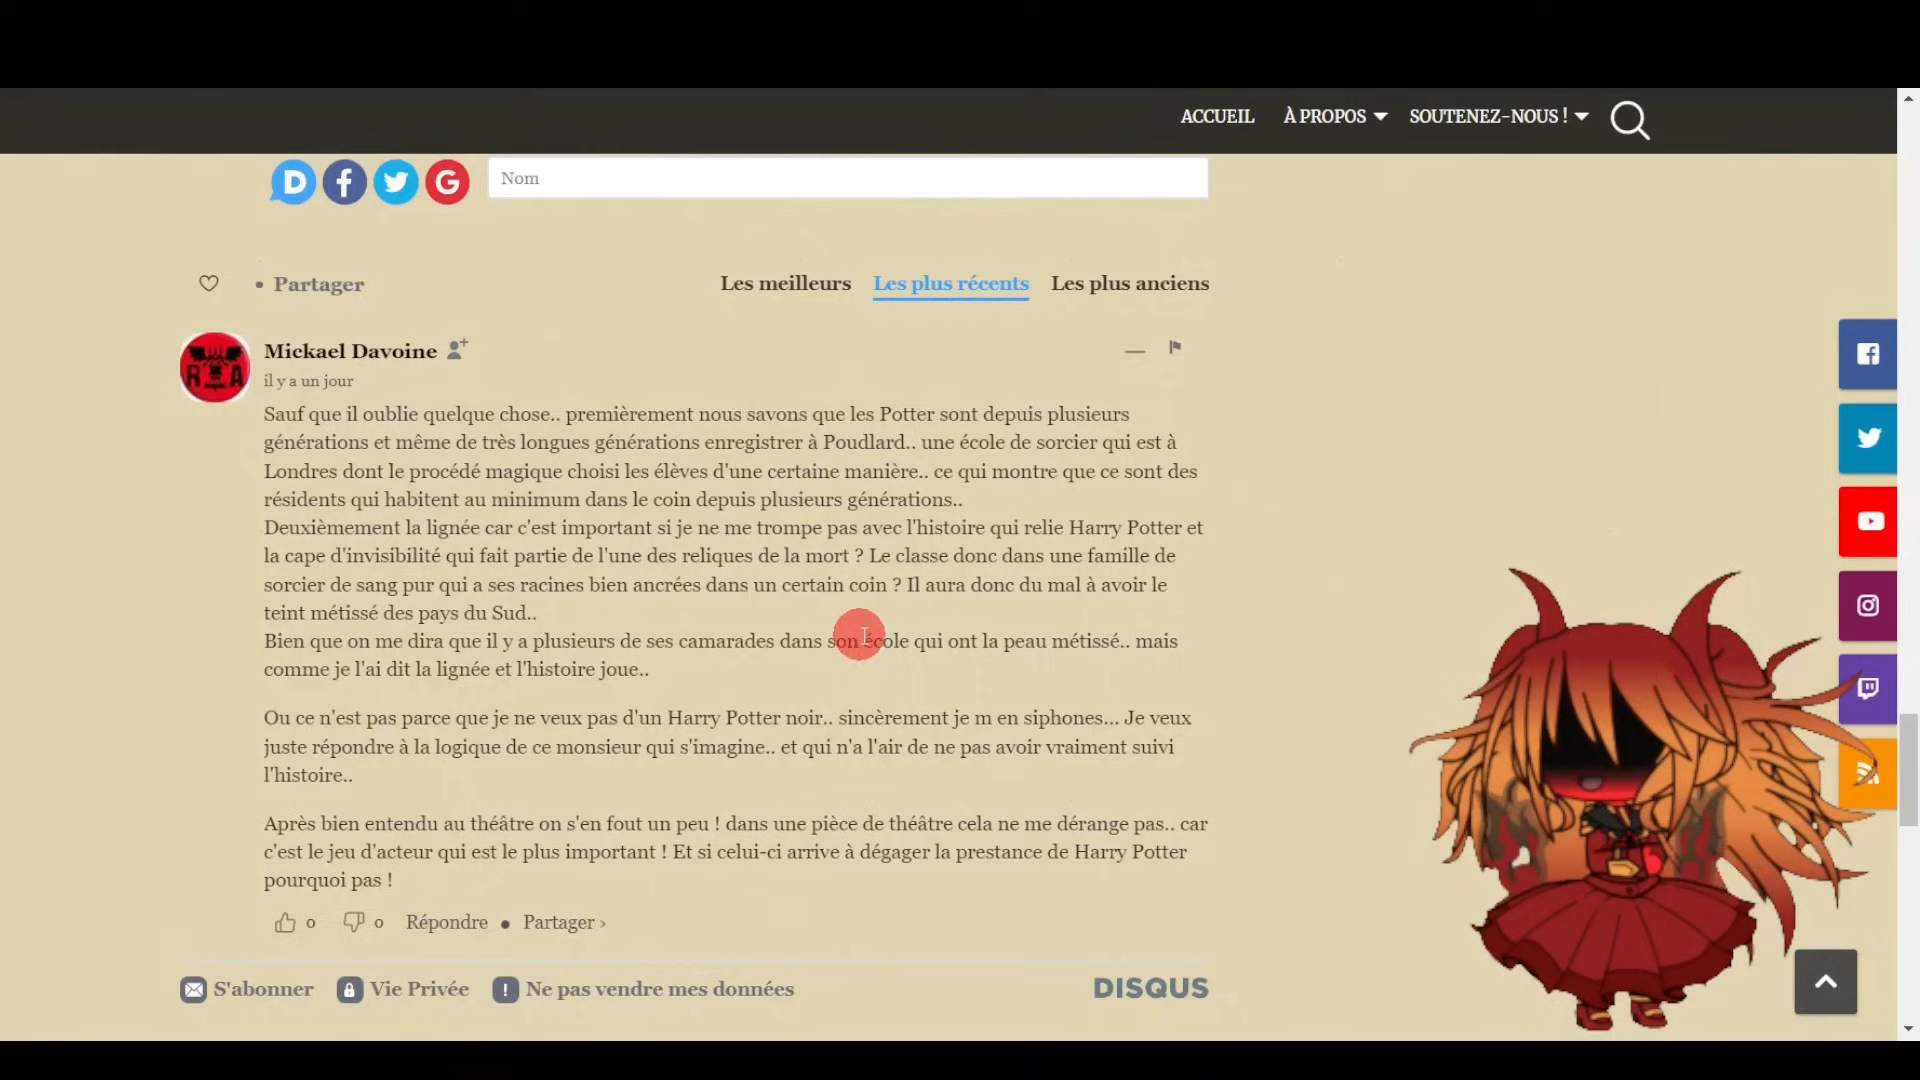 ACCUEIL À PROPOS SOUTENEZ-NOUS !
Nom
Partager Les meilleurs Les plus récents Les plus anciens
Mickael Davoine
il y a un jour
Sauf que il oublie quelque chose.. premièrement nous savons que les Potter sont depuis plusieurs
générations et même de très longues générations enregistrer à Poudlard.. une école de sorcier qui est à
Londres dont le procédé magique choisi les élèves d'une certaine manière.. ce qui montre que ce sont des
résidents qui habitent au minimum dans le coin depuis plusieurs générations..
Deuxièmement la lignée car c'est important si je ne me trompe pas avec l'histoire qui relie Harry Potter et
la cape d'invisibilité qui fait partie de l'une des reliques de la mort ? Le classe donc dans une famille de
sorcier de sang pur qui a ses racines bien ancrées dans un certain coin ? Il aura donc du mal à avoir le
teint métissé des pays du Sud..
Bien que on me dira que il y a plusieurs de ses camarades dans son école qui ont la peau métissé.. mais
comme je l'ai dit la lignée et l'histoire joue..
Ou ce n'est pas parce que je ne veux pas d'un Harry Potter noir.. sincèrement je m en siphones... Je veux
juste répondre à la logique de ce monsieur qui s'imagine.. et qui n'a l'air de ne pas avoir vraiment suivi
l'histoire..
Après bien entendu au théâtre on s'en fout un peu ! dans une pièce de théâtre cela ne me dérange pas.. car
c'est le jeu d'acteur qui est le plus important ! Et si celui-ci arrive à dégager la prestance de Harry Potter
pourquoi pas !
0 0 Répondre • Partager ›
S'abonner Vie Privée Ne pas vendre mes données DISQUS